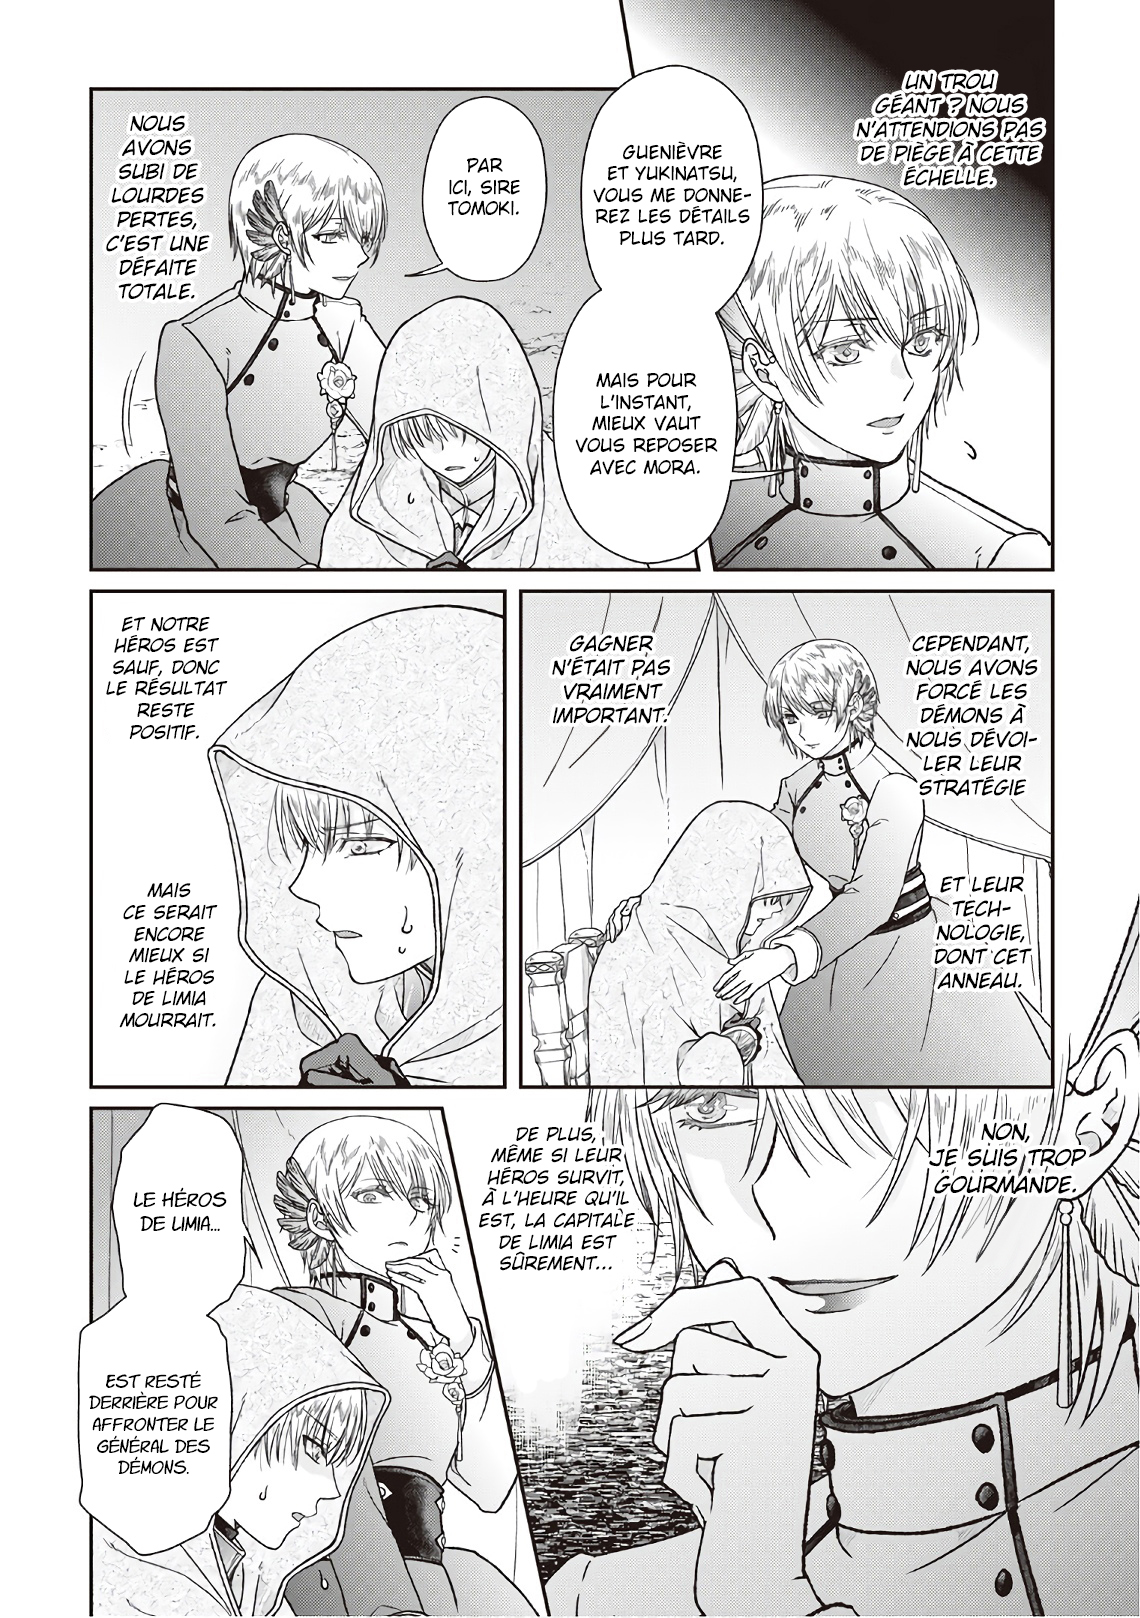 UN TROU
GÉANT ? NOUS
N'ATTENDIONS PAS
DE PIÈGE À CETTE
ÉCHELLE.
GUENIÈVRE
ET YUKINATSU,
VOUS ME DONNE-
REZ LES DÉTAILS
PLUS TARD.
MAIS POUR
L'INSTANT,
MIEUX VAUT
VOUS REPOSER
AVEC MORA.
PAR
ICI, SIRE
TOMOKI.
NOUS
AVONS
SUBI DE
LOURDES
PERTES,
C'EST UNE
DÉFAITE
TOTALE.
CEPENDANT,
NOUS AVONS
FORCÉ LES
DÉMONS À
NOUS DÉVOI-
LER LEUR
STRATÉGIE
ET LEUR
TECH-
NOLOGIE,
DONT CET
ANNEAU.
GAGNER
N'ÉTAIT PAS
VRAIMENT
IMPORTANT.
ET NOTRE
HÉROS EST
SAUF, DONC
LE RÉSULTAT
RESTE
POSITIF.
MAIS
CE SERAIT
ENCORE
MIEUX SI
LE HÉROS
DE LIMIA
MOURRAIT.
NON,
JE SUIS TROP
GOURMANDE.
DE PLUS,
MÊME SI LEUR
HÉROS SURVIT,
À L'HEURE QU'IL
EST, LA CAPITALE
DE LIMIA EST
SÛREMENT...
LE HÉROS
DE LIMIA...
EST RESTÉ
DERRIÈRE POUR
AFFRONTER LE
GÉNÉRAL DES
DÉMONS.